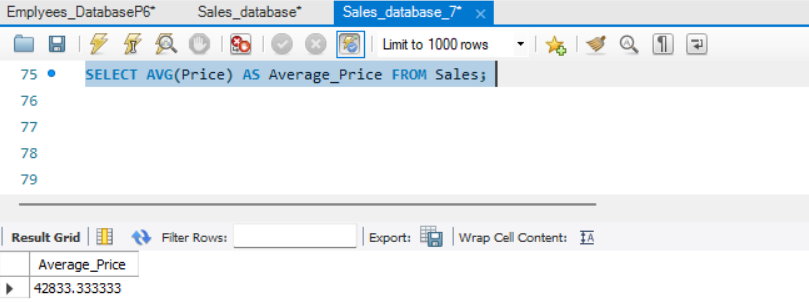 Emplyees_DatabaseP6* Sales_database* Sales_database_7* ×
Limit to 1000 rows
75 SELECT AVG(Price) AS Average_Price FROM Sales;
76
77
78
79
Result Grid Filter Rows: Export: Wrap Cell Content: IA
Average_Price
42833.333333